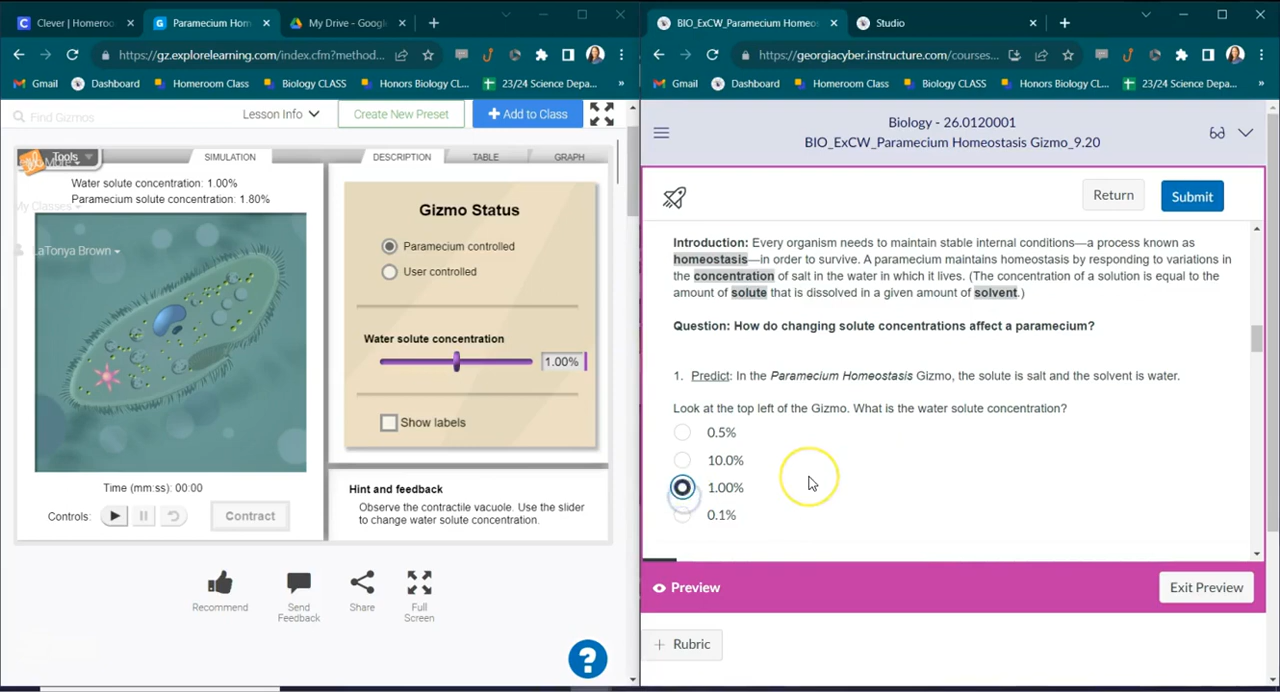 Clever | Homeroo
Paramecium Hom
My Drive - Google
BIO_ExCW_Paramecium Homeos
Studio
https://gz.explorelearning.com/index.cfm?method...
https://georgiacyber.instructure.com/courses...
Gmail
Dashboard
Homeroom Class
Biology CLASS
Honors Biology CL...
23/24 Science Depa...
»
Gmail
Dashboard
Homeroom Class
Biology CLASS
Honors Biology CL...
23/24 Science Depa...
»
Find Gizmos
Lesson Info
Create New Preset
+ Add to Class
Tools
SIMULATION
DESCRIPTION
TABLE
GRAPH
Water solute concentration: 1.00%
Paramecium solute concentration: 1.80%
My Classes
LaTonya Brown
Gizmo Status
Paramecium controlled
User controlled
Water solute concentration
1.00%
Show labels
Time (mm:ss): 00:00
Controls:
Contract
Hint and feedback
Observe the contractile vacuole. Use the slider
to change water solute concentration.
Recommend
Send
Feedback
Share
Full
Screen
?
Biology - 26.0120001
BIO_ExCW_Paramecium Homeostasis Gizmo_9.20
Return
Submit
Introduction: Every organism needs to maintain stable internal conditions—a process known as
homeostasis—in order to survive. A paramecium maintains homeostasis by responding to variations in
the concentration of salt in the water in which it lives. (The concentration of a solution is equal to the
amount of solute that is dissolved in a given amount of solvent.)
Question: How do changing solute concentrations affect a paramecium?
1. Predict: In the Paramecium Homeostasis Gizmo, the solute is salt and the solvent is water.
Look at the top left of the Gizmo. What is the water solute concentration?
0.5%
10.0%
1.00%
0.1%
Preview
Exit Preview
+ Rubric